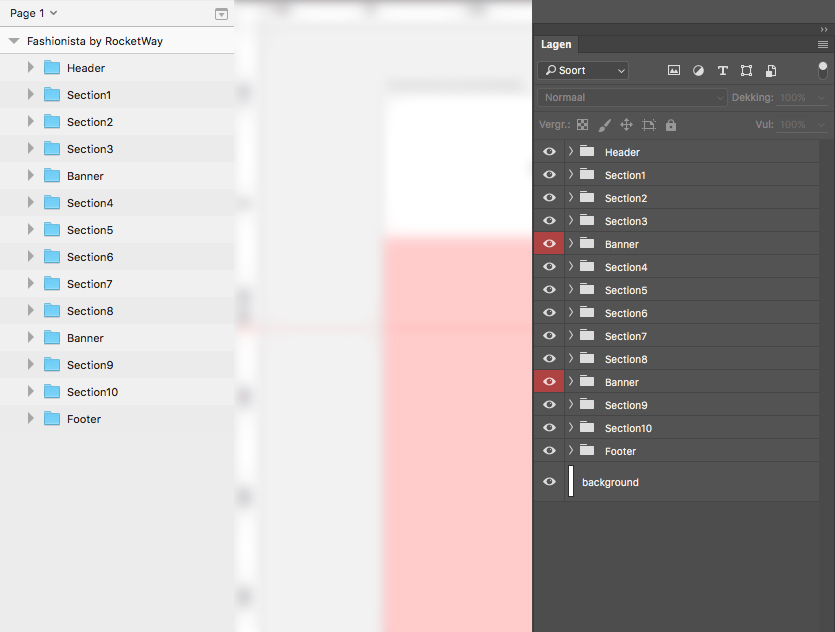 Page 1
Fashionista by RocketWay
Header
Section1
Section2
Section3
Banner
Section4
Section5
Section6
Section7
Section8
Banner
Section9
Section10
Footer
Lagen
Soort
Normaal Dekking: 100%
Vergr.: Vul: 100%
Header
Section1
Section2
Section3
Banner
Section4
Section5
Section6
Section7
Section8
Banner
Section9
Section10
Footer
background